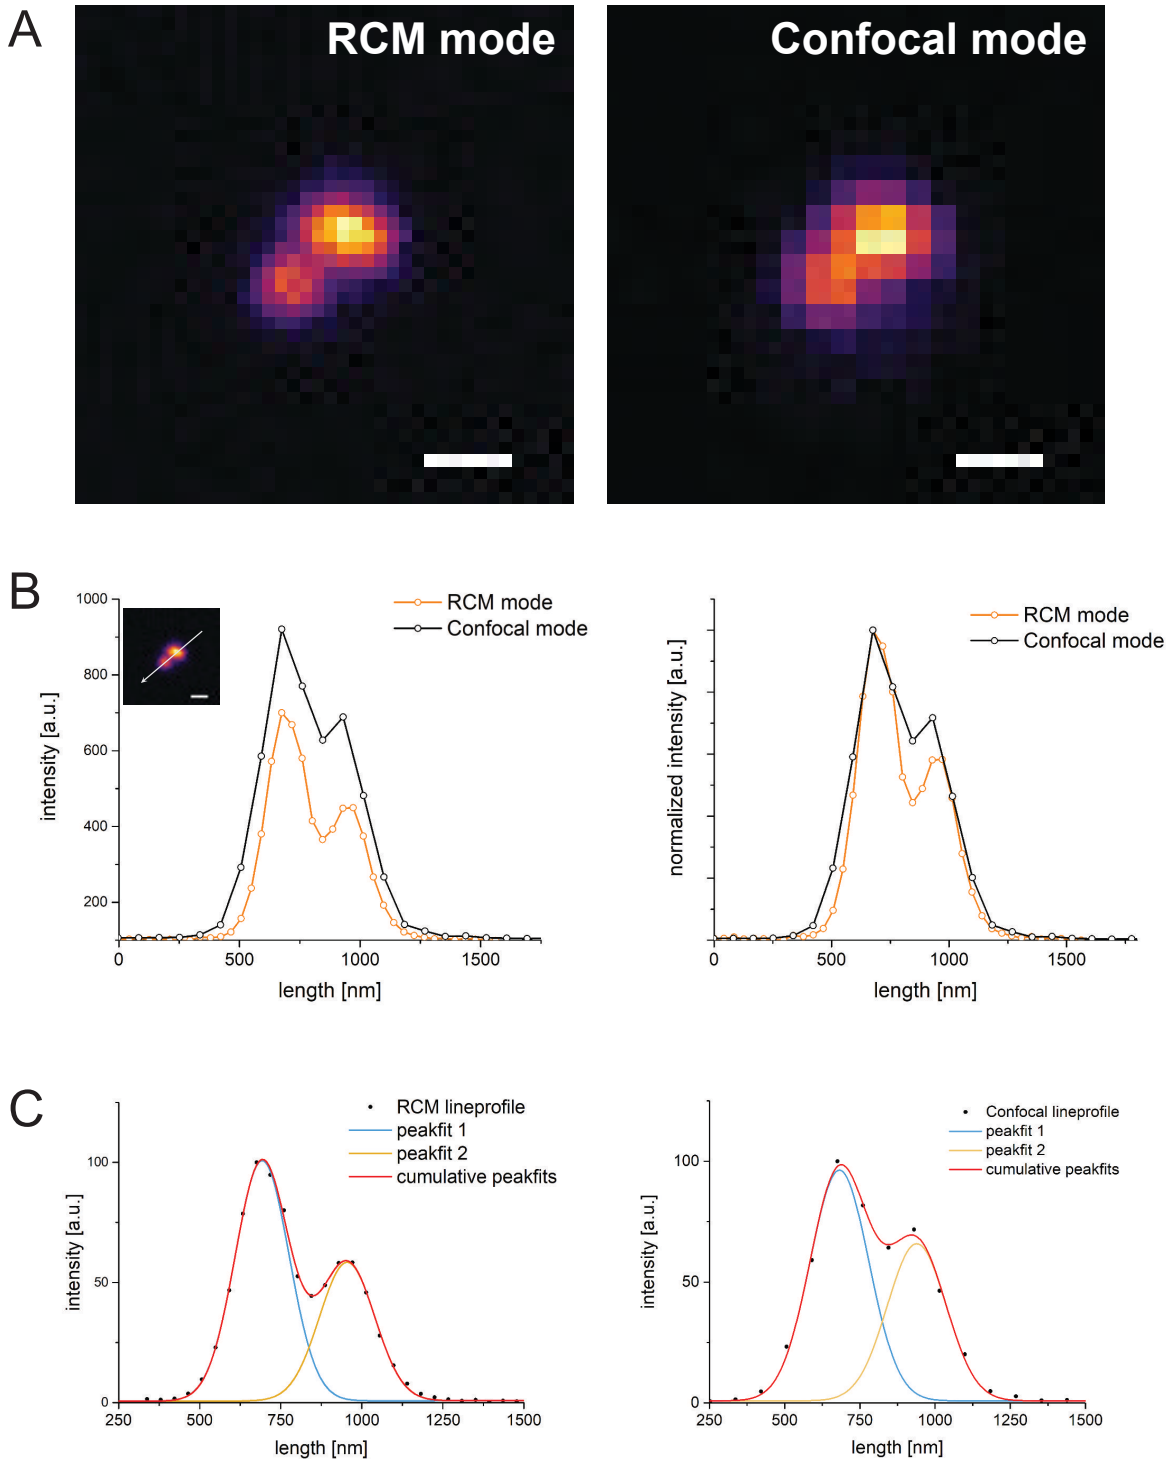 A
RCM mode
Confocal mode
B
1000
800
600
400
200
0
500
1000
1500
intensity [a.u.]
length [nm]
RCM mode
Confocal mode
normalized intensity [a.u.]
0
500
1000
1500
length [nm]
RCM mode
Confocal mode
C
100
50
0
250
500
750
1000
1250
1500
intensity [a.u.]
length [nm]
RCM lineprofile
peakfit 1
peakfit 2
cumulative peakfits
100
50
0
250
500
750
1000
1250
1500
intensity [a.u.]
length [nm]
Confocal lineprofile
peakfit 1
peakfit 2
cumulative peakfits